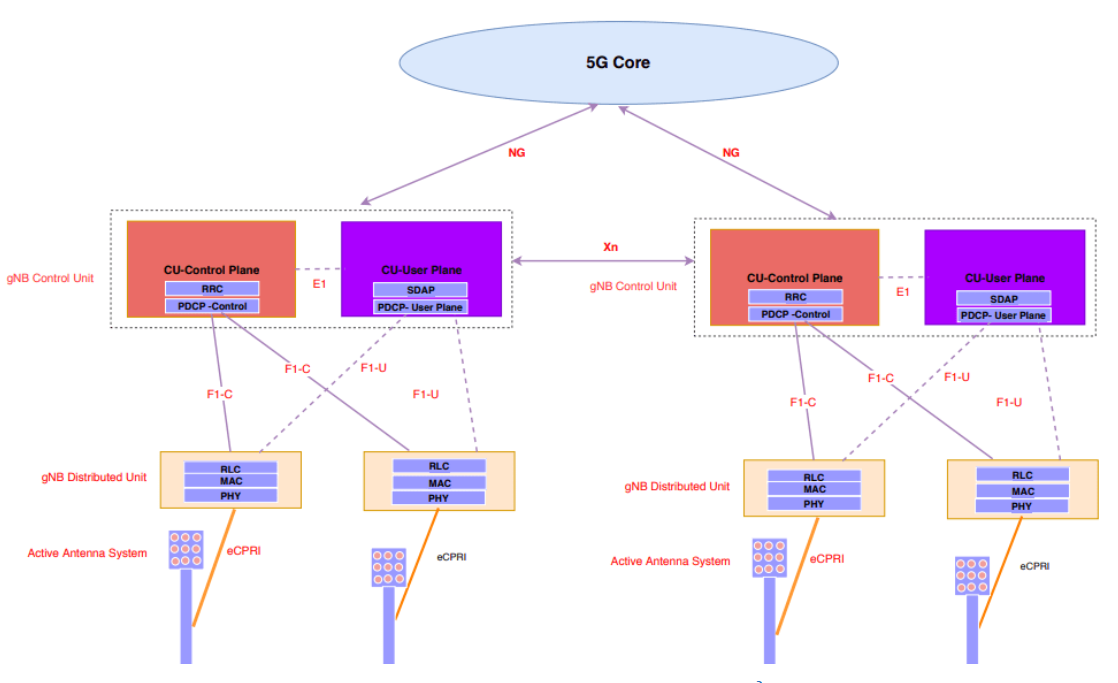 5G Core
NG
NG
Xn
gNB Control Unit
CU-Control Plane
RRC
PDCP -Control
E1
CU-User Plane
SDAP
PDCP- User Plane
gNB Control Unit
CU-Control Plane
RRC
PDCP -Control
E1
CU-User Plane
SDAP
PDCP- User Plane
F1-C
F1-C
F1-U
F1-U
F1-C
F1-C
F1-U
F1-U
gNB Distributed Unit
RLC
MAC
PHY
RLC
MAC
PHY
gNB Distributed Unit
RLC
MAC
PHY
RLC
MAC
PHY
Active Antenna System
eCPRI
eCPRI
Active Antenna System
eCPRI
eCPRI